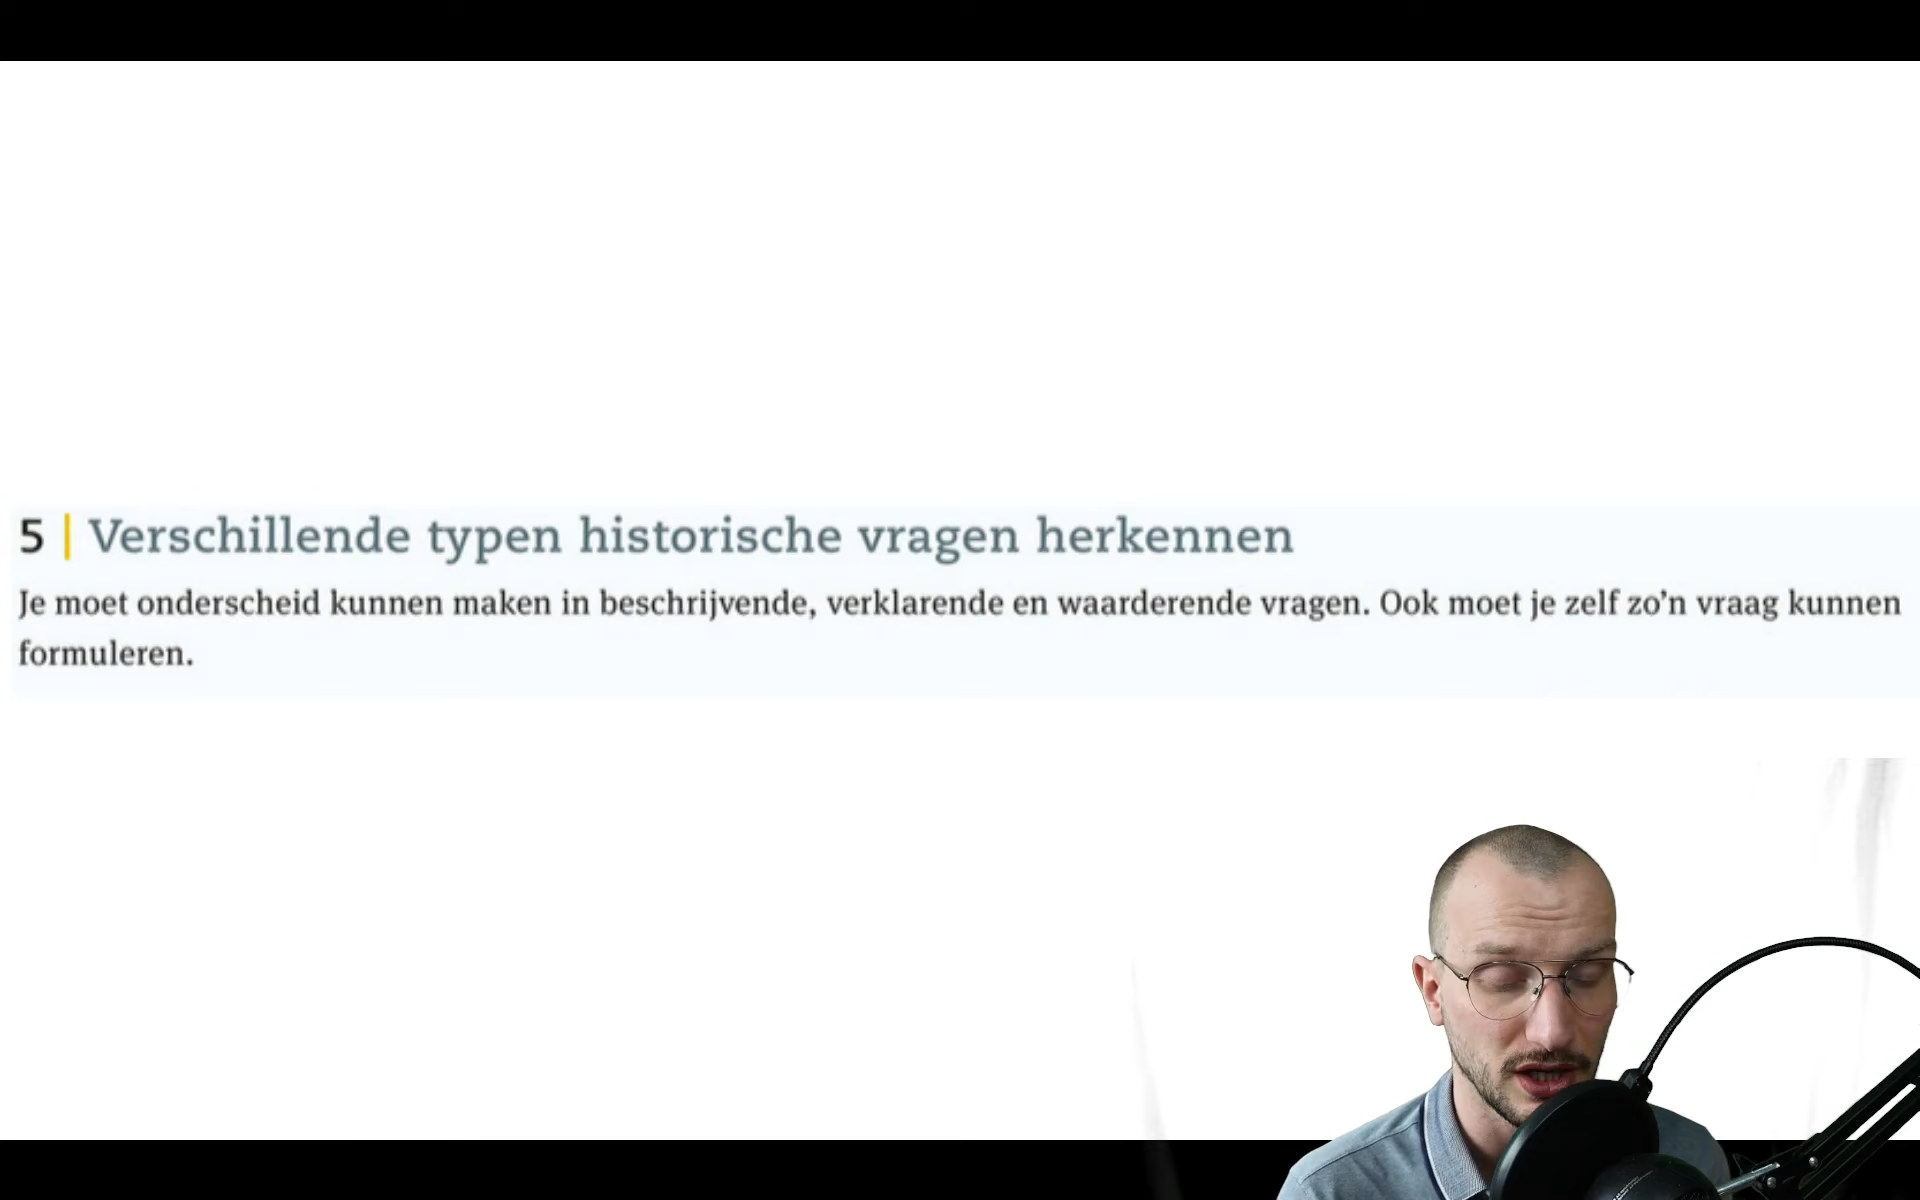 5 | Verschillende typen historische vragen herkennen
Je moet onderscheid kunnen maken in beschrijvende, verklarende en waarderende vragen. Ook moet je zelf zo’n vraag kunnen
formuleren.